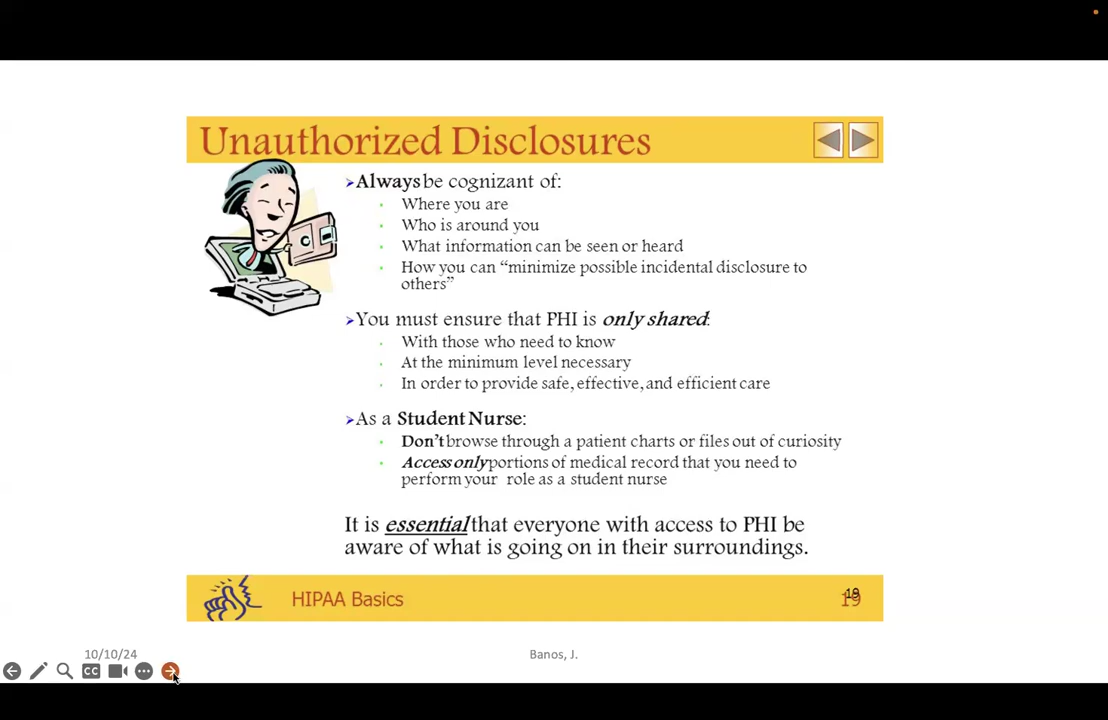 Unauthorized Disclosures
Always be cognizant of:
Where you are
Who is around you
What information can be seen or heard
How you can “minimize possible incidental disclosure to
others”
You must ensure that PHI is only shared:
With those who need to know
At the minimum level necessary
In order to provide safe, effective, and efficient care
As a Student Nurse:
Don’t browse through a patient charts or files out of curiosity
Access only portions of medical record that you need to
perform your role as a student nurse
It is essential that everyone with access to PHI be
aware of what is going on in their surroundings.
HIPAA Basics
10/10/24
Banos, J.
CC